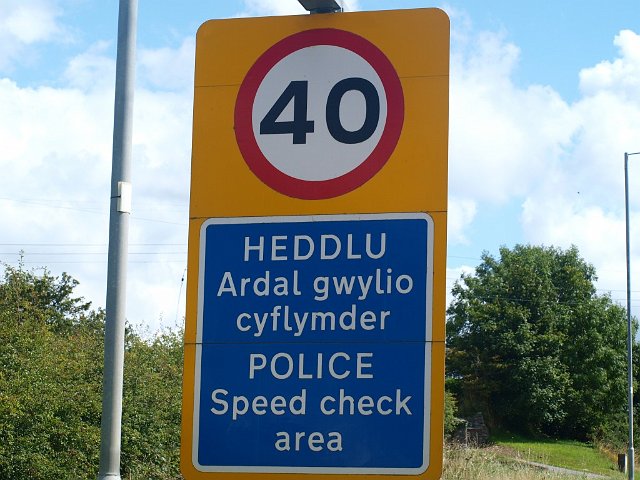 40
HEDDLU
Ardal gwylio
cyflymder
POLICE
Speed check
area